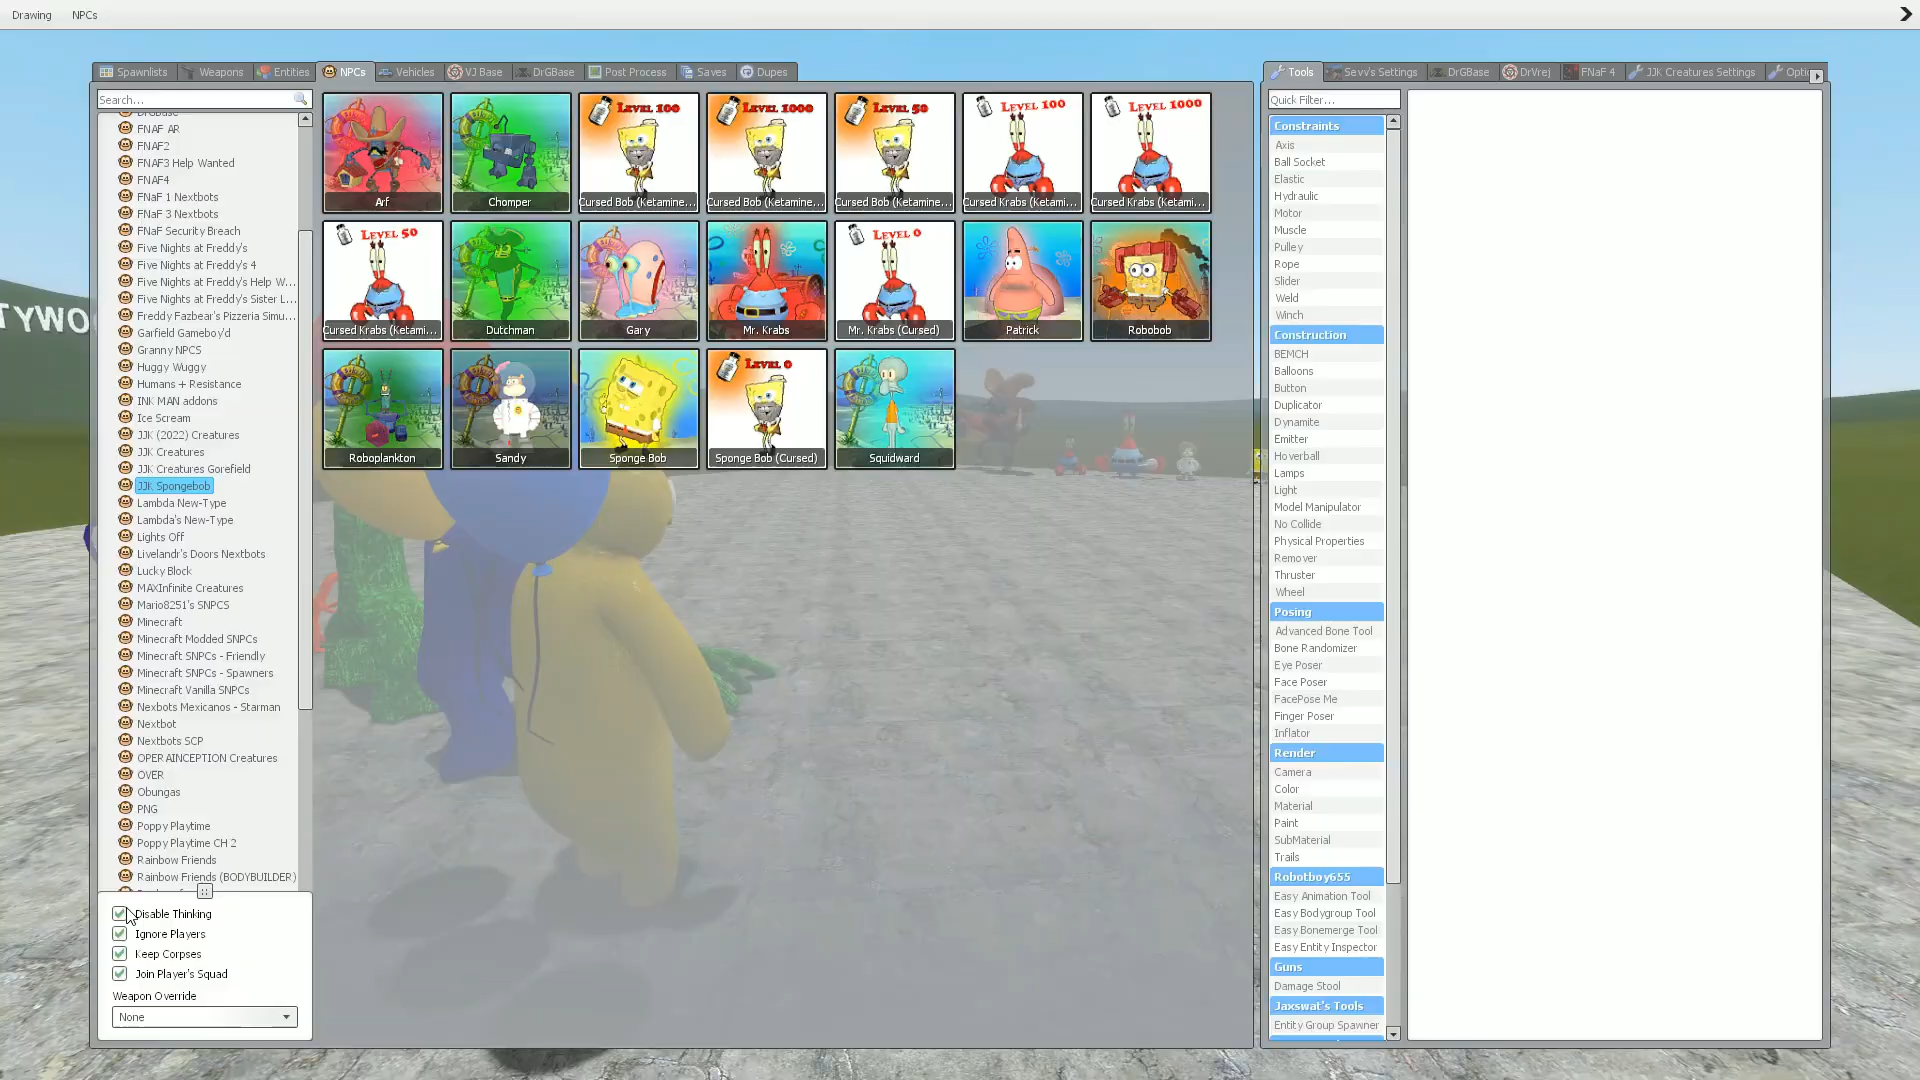 Drawing NPCs
Spawnlists Weapons Entities NPCs Vehicles VJ Base DrGBase Post Process Saves Dupes
Tools Sevv's Settings DrGBase DrVrej FNaF 4 JJK Creatures Settings Optio
Search...
DrGBase
FNAF AR
FNAF2
FNAF3 Help Wanted
FNAF4
FNaF 1 Nextbots
FNaF 3 Nextbots
FNaF Security Breach
Five Nights at Freddy's
Five Nights at Freddy's 4
Five Nights at Freddy's Help W...
Five Nights at Freddy's Sister L...
Freddy Fazbear's Pizzeria Simu...
Garfield Gameboy'd
Granny NPCS
Huggy Wuggy
Humans + Resistance
INK MAN addons
Ice Scream
JJK (2022) Creatures
JJK Creatures
JJK Creatures Gorefield
JJK Spongebob
Lambda New-Type
Lambda's New-Type
Lights Off
Livelandr's Doors Nextbots
Lucky Block
MAXInfinite Creatures
Mario8251's SNPCS
Minecraft
Minecraft Modded SNPCs
Minecraft SNPCs - Friendly
Minecraft SNPCs - Spawners
Minecraft Vanilla SNPCs
Nexbots Mexicanos - Starman
Nextbot
Nextbots SCP
OPERAINCEPTION Creatures
OVER
Obungas
PNG
Poppy Playtime
Poppy Playtime CH 2
Rainbow Friends
Rainbow Friends (BODYBUILDER)
Disable Thinking
Ignore Players
Keep Corpses
Join Player's Squad
Weapon Override
None
LEVEL 100 LEVEL 1000 LEVEL 50 LEVEL 100 LEVEL 1000
Arf Chomper Cursed Bob (Ketamine... Cursed Bob (Ketamine... Cursed Bob (Ketamine... Cursed Krabs (Ketami... Cursed Krabs (Ketami...
LEVEL 50 LEVEL 0
Cursed Krabs (Ketami... Dutchman Gary Mr. Krabs Mr. Krabs (Cursed) Patrick Robobob
LEVEL 0
Roboplankton Sandy Sponge Bob Sponge Bob (Cursed) Squidward
TYWO
Quick Filter...
Constraints
Axis
Ball Socket
Elastic
Hydraulic
Motor
Muscle
Pulley
Rope
Slider
Weld
Winch
Construction
BEMCH
Balloons
Button
Duplicator
Dynamite
Emitter
Hoverball
Lamps
Light
Model Manipulator
No Collide
Physical Properties
Remover
Thruster
Wheel
Posing
Advanced Bone Tool
Bone Randomizer
Eye Poser
Face Poser
FacePose Me
Finger Poser
Inflator
Render
Camera
Color
Material
Paint
SubMaterial
Trails
Robotboy655
Easy Animation Tool
Easy Bodygroup Tool
Easy Bonemerge Tool
Easy Entity Inspector
Guns
Damage Stool
Jaxswat's Tools
Entity Group Spawner